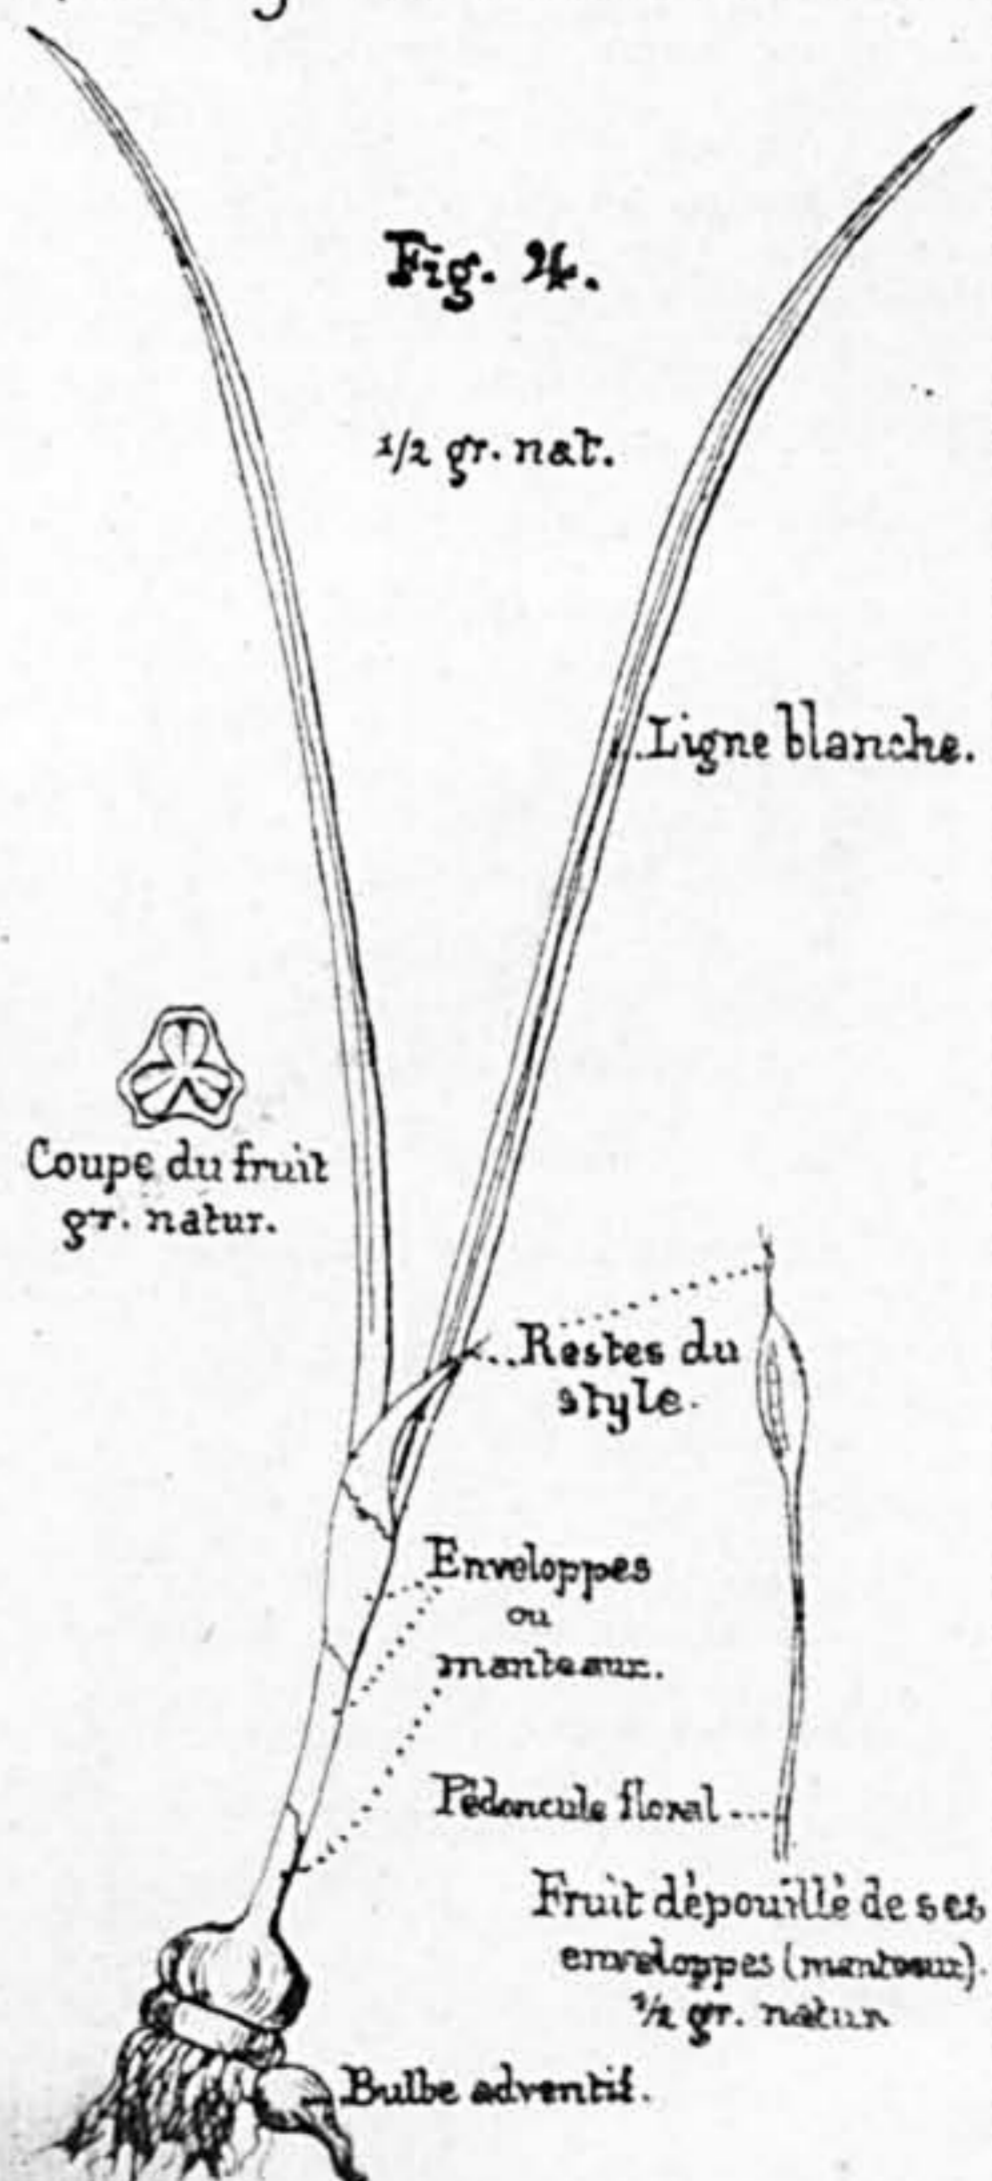 Fig. 4.
1/2 gr. nat.
Ligne blanche.
Coupe du fruit
gr. natur.
Restes du
style.
Enveloppes
ou
manteaux.
Pédoncule floral
Fruit dépouillé de ses
enveloppes (manteaux).
1/2 gr. natur
Bulbe adventif.